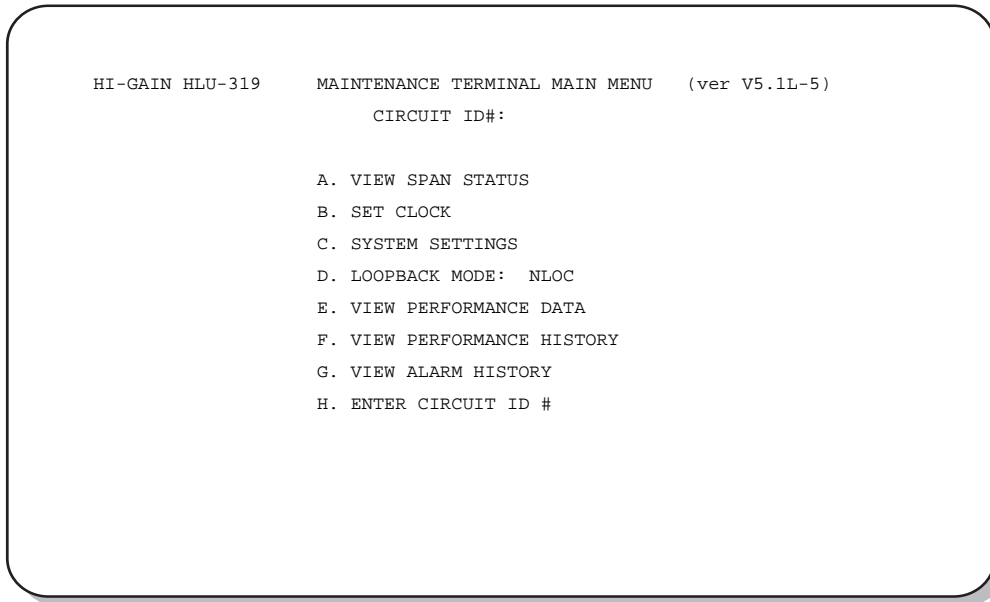 HI-GAIN HLU-319 MAINTENANCE TERMINAL MAIN MENU (ver V5.1L-5)
CIRCUIT ID#:
A. VIEW SPAN STATUS
B. SET CLOCK
C. SYSTEM SETTINGS
D. LOOPBACK MODE: NLOC
E. VIEW PERFORMANCE DATA
F. VIEW PERFORMANCE HISTORY
G. VIEW ALARM HISTORY
H. ENTER CIRCUIT ID #